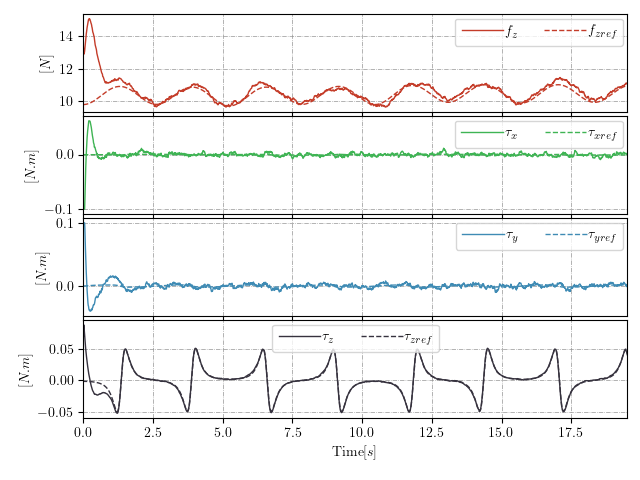 14
12
10
[N]
f_z
f_zref
0.0
−0.1
[N.m]
τ_x
τ_xref
0.1
0.0
[N.m]
τ_y
τ_yref
0.05
0.00
−0.05
[N.m]
τ_z
τ_zref
0.0 2.5 5.0 7.5 10.0 12.5 15.0 17.5
Time[s]